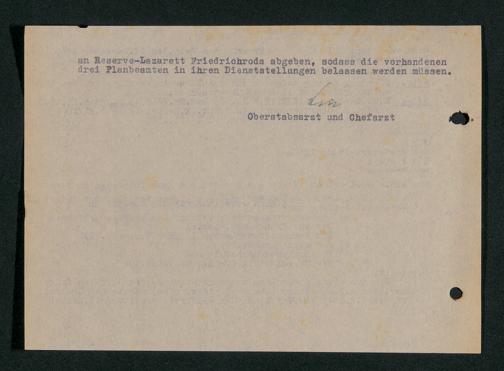 an Reserve-Lazarett Friedrichroda abgeben, sodass die vorhandenen
drei Planbeamten in ihren Dienststellungen belassen werden müssen.
Oberstabsarzt und Chefarzt